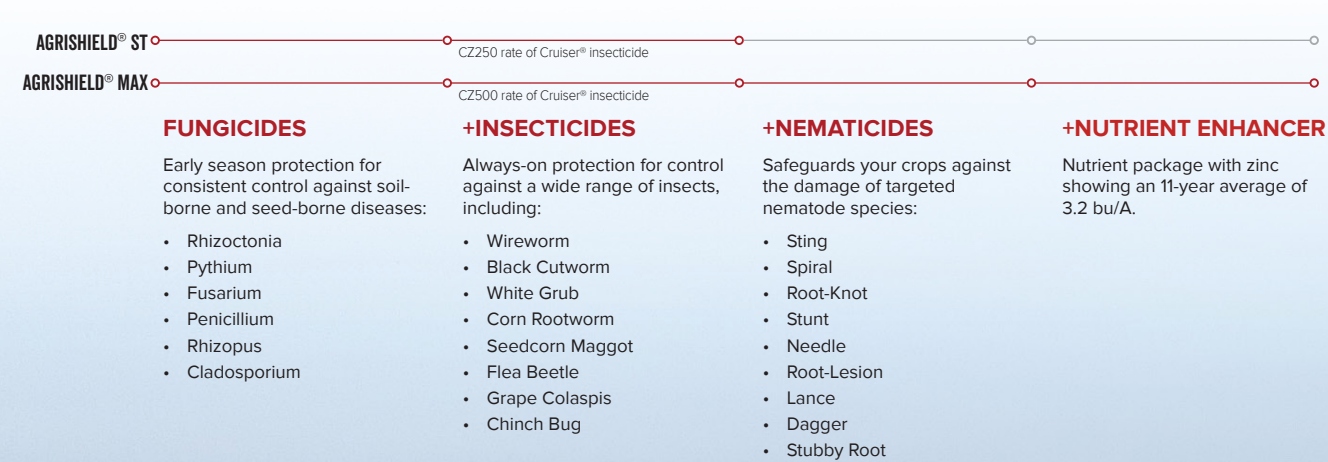 AGRISHIELD® ST
CZ250 rate of Cruiser® insecticide
AGRISHIELD® MAX
CZ500 rate of Cruiser® insecticide
FUNGICIDES
Early season protection for
consistent control against soil-
borne and seed-borne diseases:
• Rhizoctonia
• Pythium
• Fusarium
• Penicillium
• Rhizopus
• Cladosporium
+INSECTICIDES
Always-on protection for control
against a wide range of insects,
including:
• Wireworm
• Black Cutworm
• White Grub
• Corn Rootworm
• Seedcorn Maggot
• Flea Beetle
• Grape Colaspis
• Chinch Bug
+NEMATICIDES
Safeguards your crops against
the damage of targeted
nematode species:
• Sting
• Spiral
• Root-Knot
• Stunt
• Needle
• Root-Lesion
• Lance
• Dagger
• Stubby Root
+NUTRIENT ENHANCER
Nutrient package with zinc
showing an 11-year average of
3.2 bu/A.